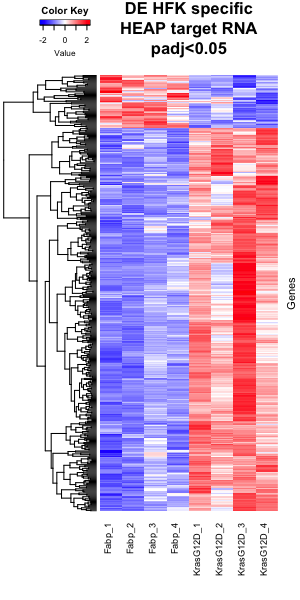 DE HFK specific
HEAP target RNA
padj<0.05
Color Key
-2 0 2
Value
Genes
Fabp_1
Fabp_2
Fabp_3
Fabp_4
KrasG12D_1
KrasG12D_2
KrasG12D_3
KrasG12D_4